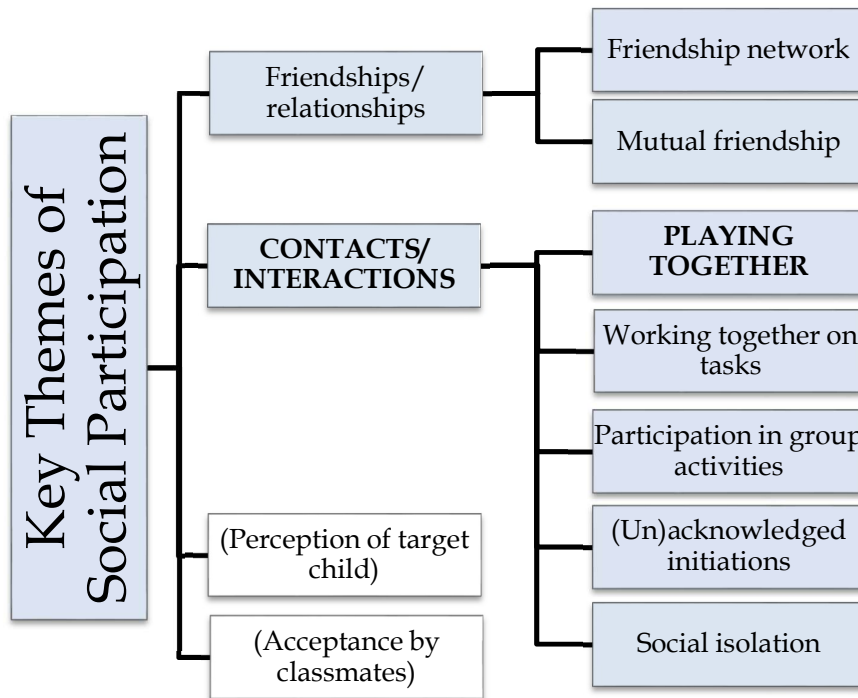 Key Themes of
Social Participation
Friendships/
relationships
Friendship network
Mutual friendship
CONTACTS/
INTERACTIONS
PLAYING
TOGETHER
Working together on
tasks
Participation in group
activities
(Un)acknowledged
initiations
Social isolation
(Perception of target
child)
(Acceptance by
classmates)